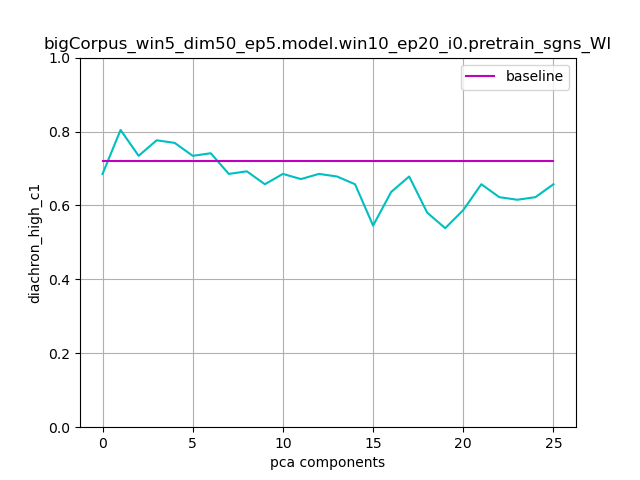 bigCorpus_win5_dim50_ep5.model.win10_ep20_i0.pretrain_sgns_WI
baseline
1.0
0.8
0.6
0.4
0.2
0.0
diachron_high_c1
0 5 10 15 20 25
pca components